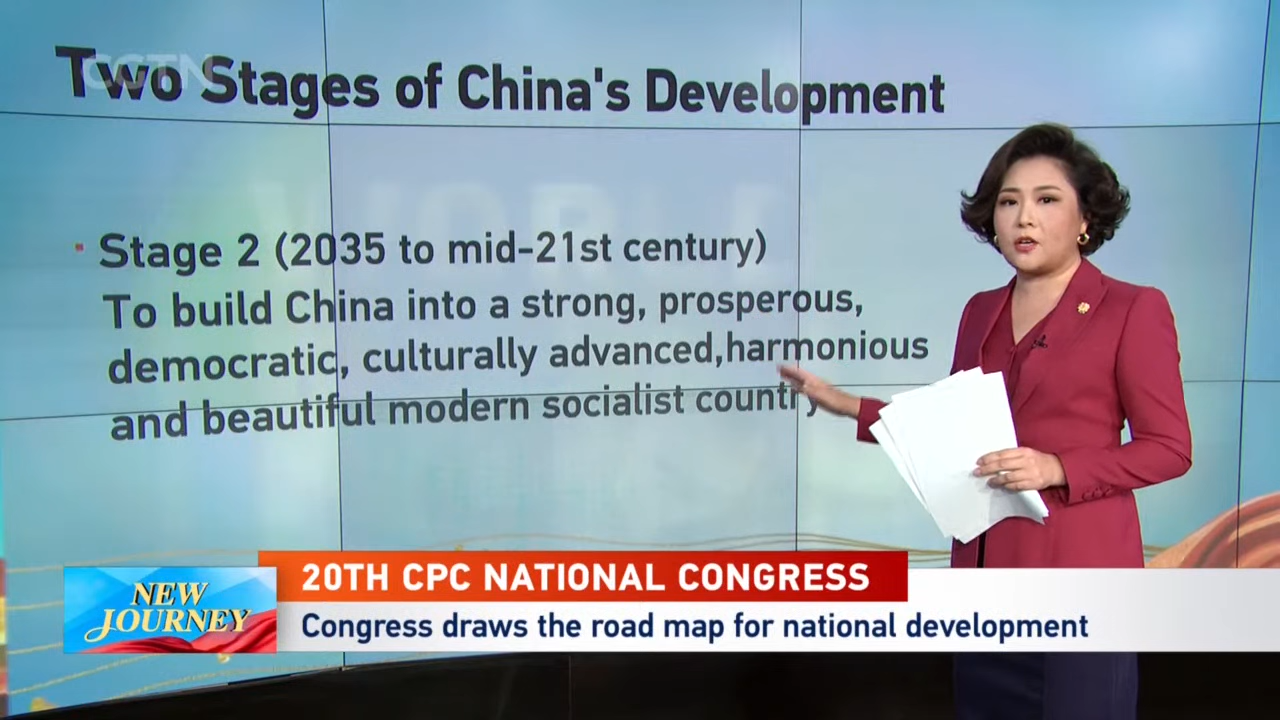 CGTN
Two Stages of China's Development
Stage 2 (2035 to mid-21st century)
To build China into a strong, prosperous,
democratic, culturally advanced,harmonious
and beautiful modern socialist country
NEW
JOURNEY
20TH CPC NATIONAL CONGRESS
Congress draws the road map for national development